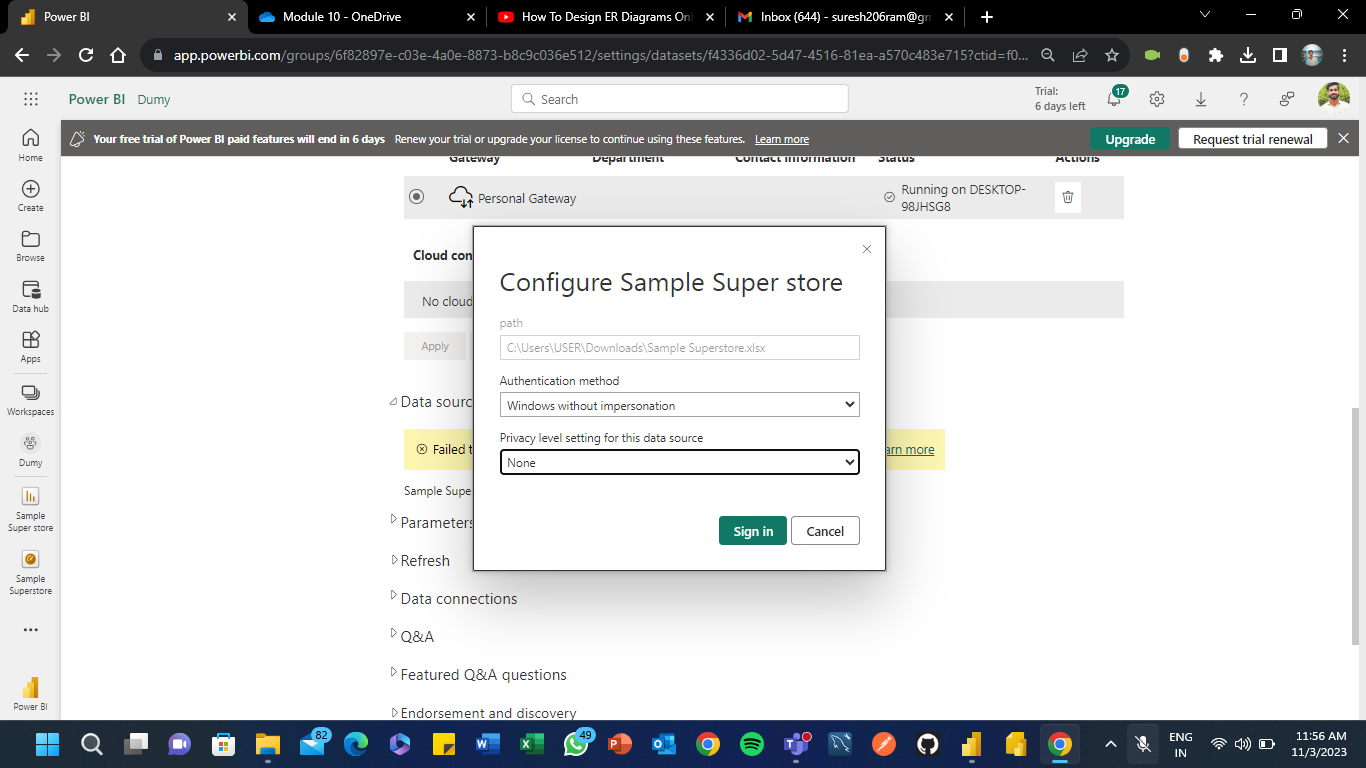 Power BI
Module 10 - OneDrive
How To Design ER Diagrams Onl
Inbox (644) - suresh206ram@gm
app.powerbi.com/groups/6f82897e-c03e-4a0e-8873-b8c9c036e512/settings/datasets/f4336d02-5d47-4516-81ea-a570c483e715?ctid=f0...
Power BI Dumy
Search
Trial:
6 days left
17
Your free trial of Power BI paid features will end in 6 days Renew your trial or upgrade your license to continue using these features. Learn more
Upgrade
Request trial renewal
Home
Create
Browse
Data hub
Apps
Workspaces
Dumy
Sample
Super store
Sample
Superstore
Power BI
Gateway Department Contact information Status Actions
Personal Gateway
Running on DESKTOP-
98JHSG8
Cloud con
No cloud
Apply
Data sourc
Failed t
arn more
Sample Supe
Parameters
Refresh
Data connections
Q&A
Featured Q&A questions
Endorsement and discovery
Configure Sample Super store
path
C:\Users\USER\Downloads\Sample Superstore.xlsx
Authentication method
Windows without impersonation
Privacy level setting for this data source
None
Sign in
Cancel
82
49
ENG
IN
11:56 AM
11/3/2023